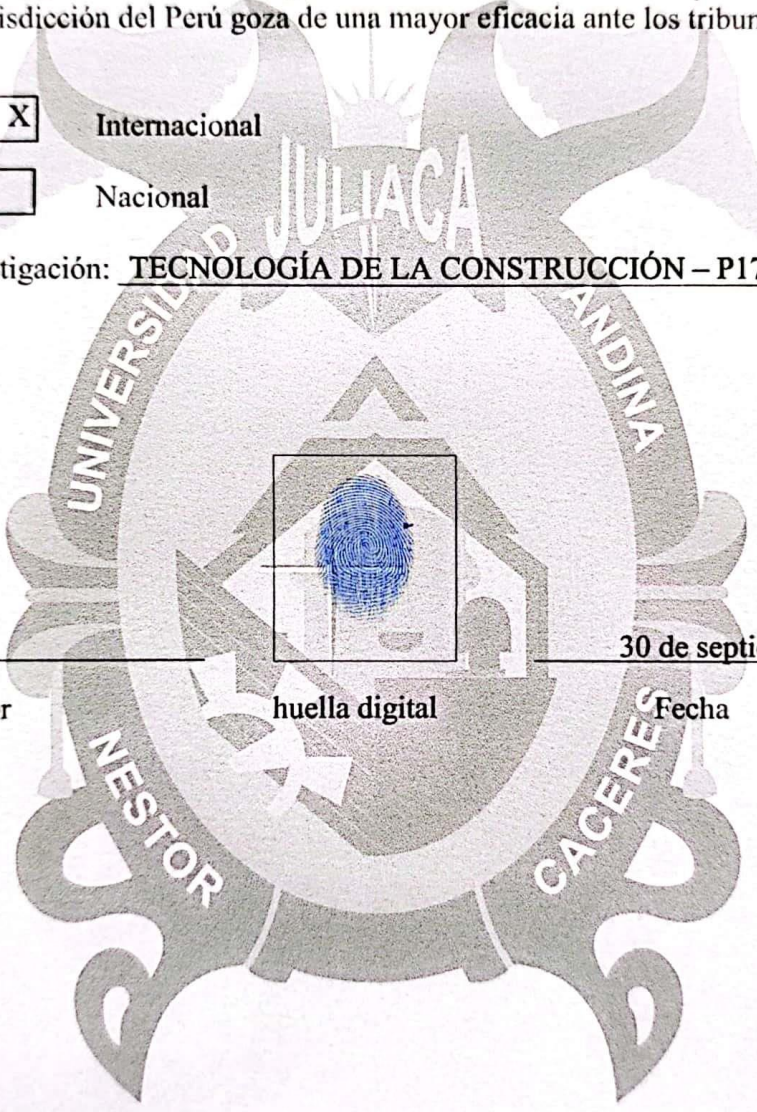 isdicción del Perú goza de una mayor eficacia ante los
X Internacional
Nacional
JULIACA
UNIVERSIDAD
ANDINA
tigación: TECNOLOGÍA DE LA CONSTRUCCIÓN – P17
30 de septi
r
huella digital
Fecha
NESTOR
CACERES